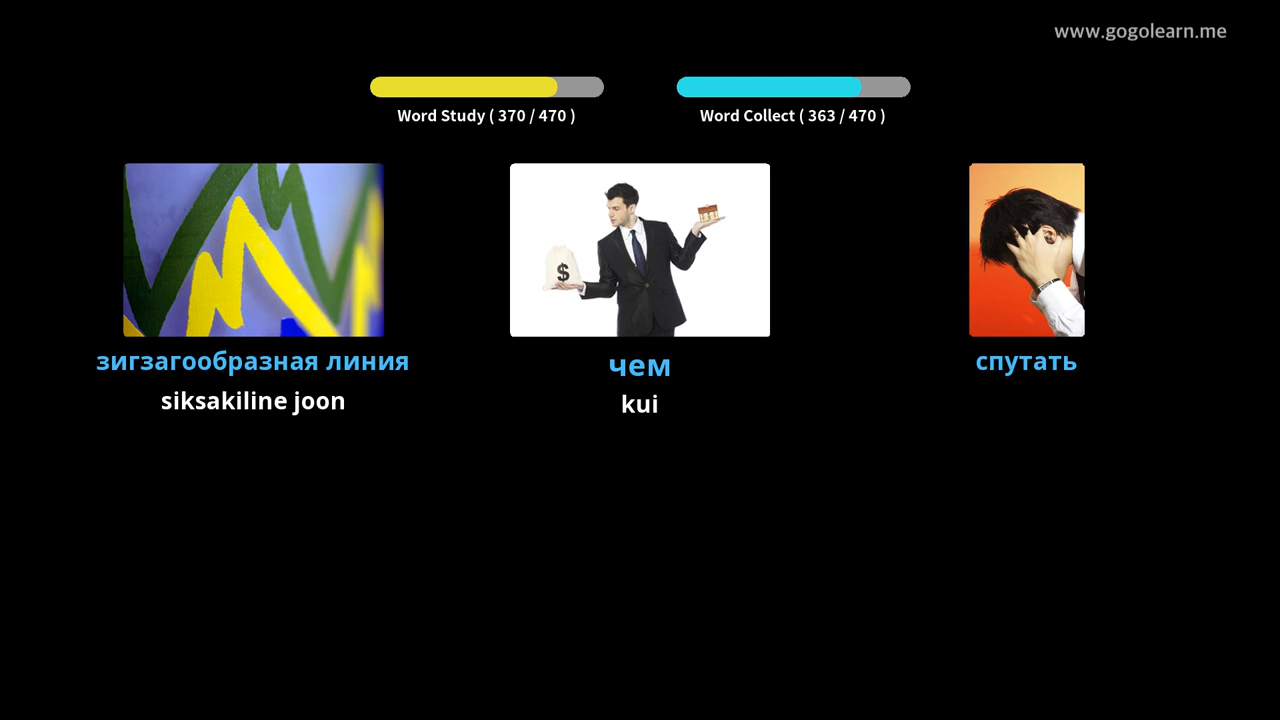 www.gogolearn.me
Word Study ( 370 / 470 )
Word Collect ( 363 / 470 )
$
зигзагообразная линия
siksakiline joon
чем
kui
спутать